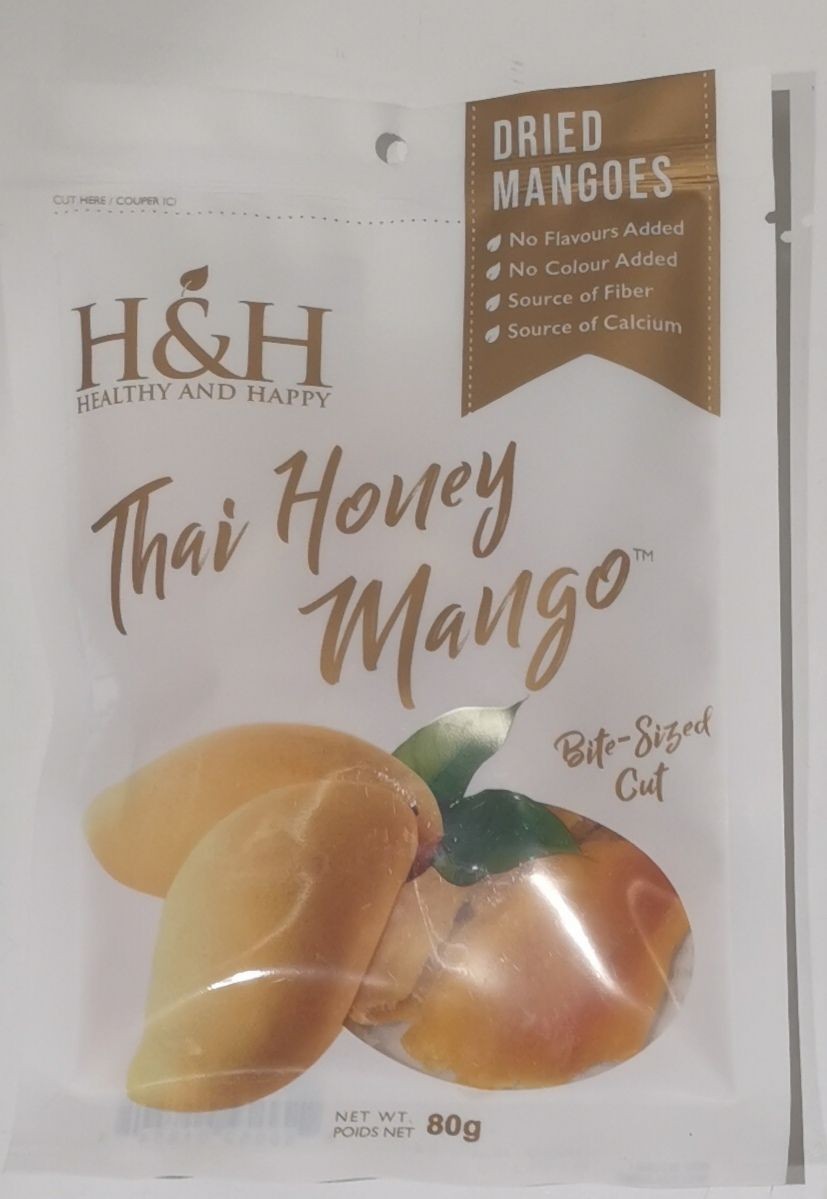 DRIED
MANGOES
No Flavours Added
No Colour Added
Source of Fiber
Source of Calcium
CUT HERE / COUPER ICI
H&H
HEALTHY AND HAPPY
Thai Honey
Mango™
Bite-Sized
Cut
NET WT.
POIDS NET 80g